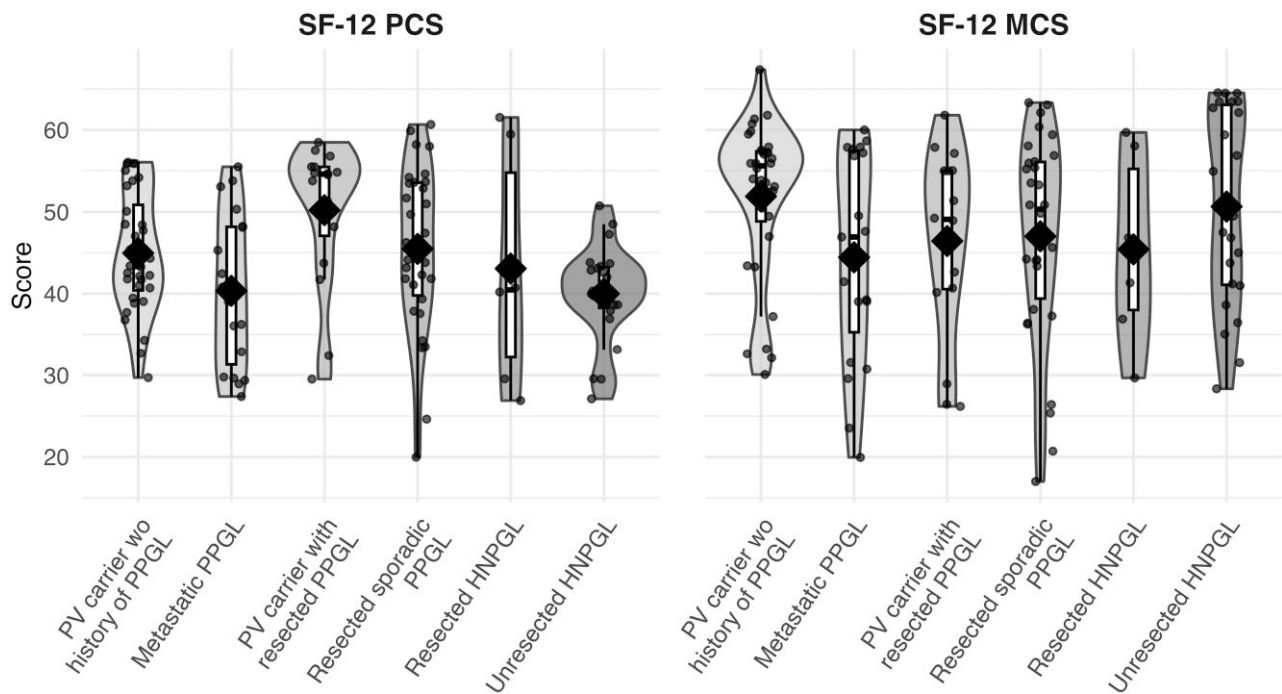 SF-12 PCS
SF-12 MCS
Score
60
50
40
30
20
PV carrier wo
history of PPGL
Metastatic PPGL
PV carrier with
resected PPGL
Resected sporadic
PPGL
Resected HNPGL
Unresected HNPGL
PV carrier wo
history of PPGL
Metastatic PPGL
PV carrier with
resected PPGL
Resected sporadic
PPGL
Resected HNPGL
Unresected HNPGL